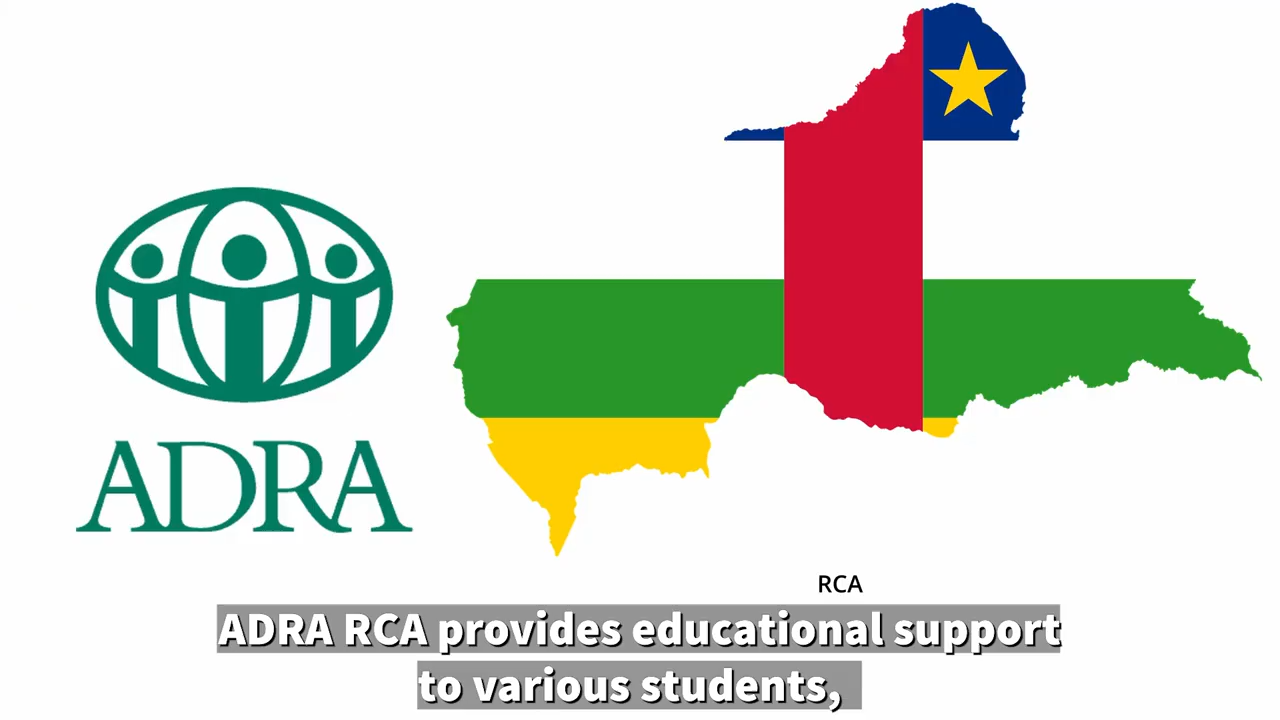 ADRA
RCA
ADRA RCA provides educational support
to various students,